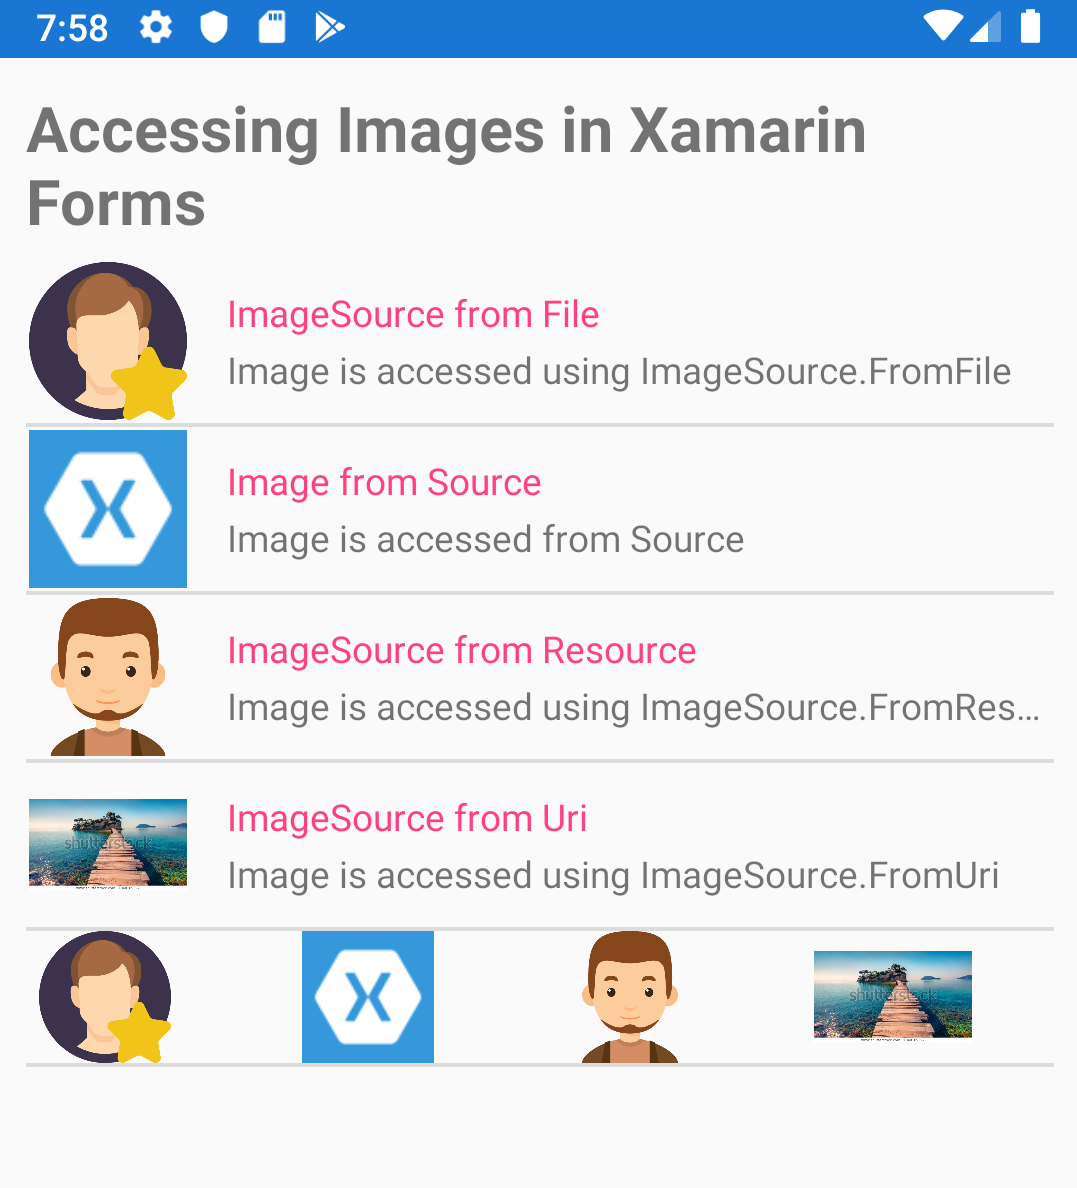 7:58
Accessing Images in Xamarin
Forms
ImageSource from File
Image is accessed using ImageSource.FromFile
Image from Source
Image is accessed from Source
ImageSource from Resource
Image is accessed using ImageSource.FromRes...
shutterstock
ImageSource from Uri
Image is accessed using ImageSource.FromUri
shutterstock